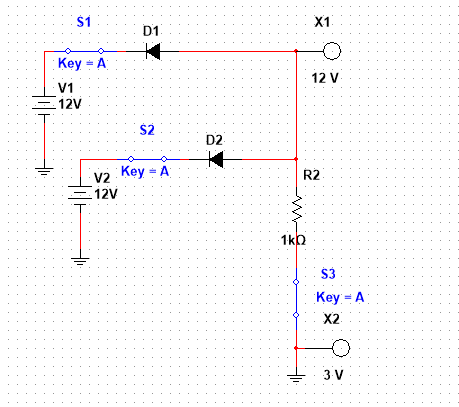 S1
D1
X1
Key = A
12 V
V1
12V
S2
D2
Key = A
V2
12V
R2
1kΩ
S3
Key = A
X2
3 V